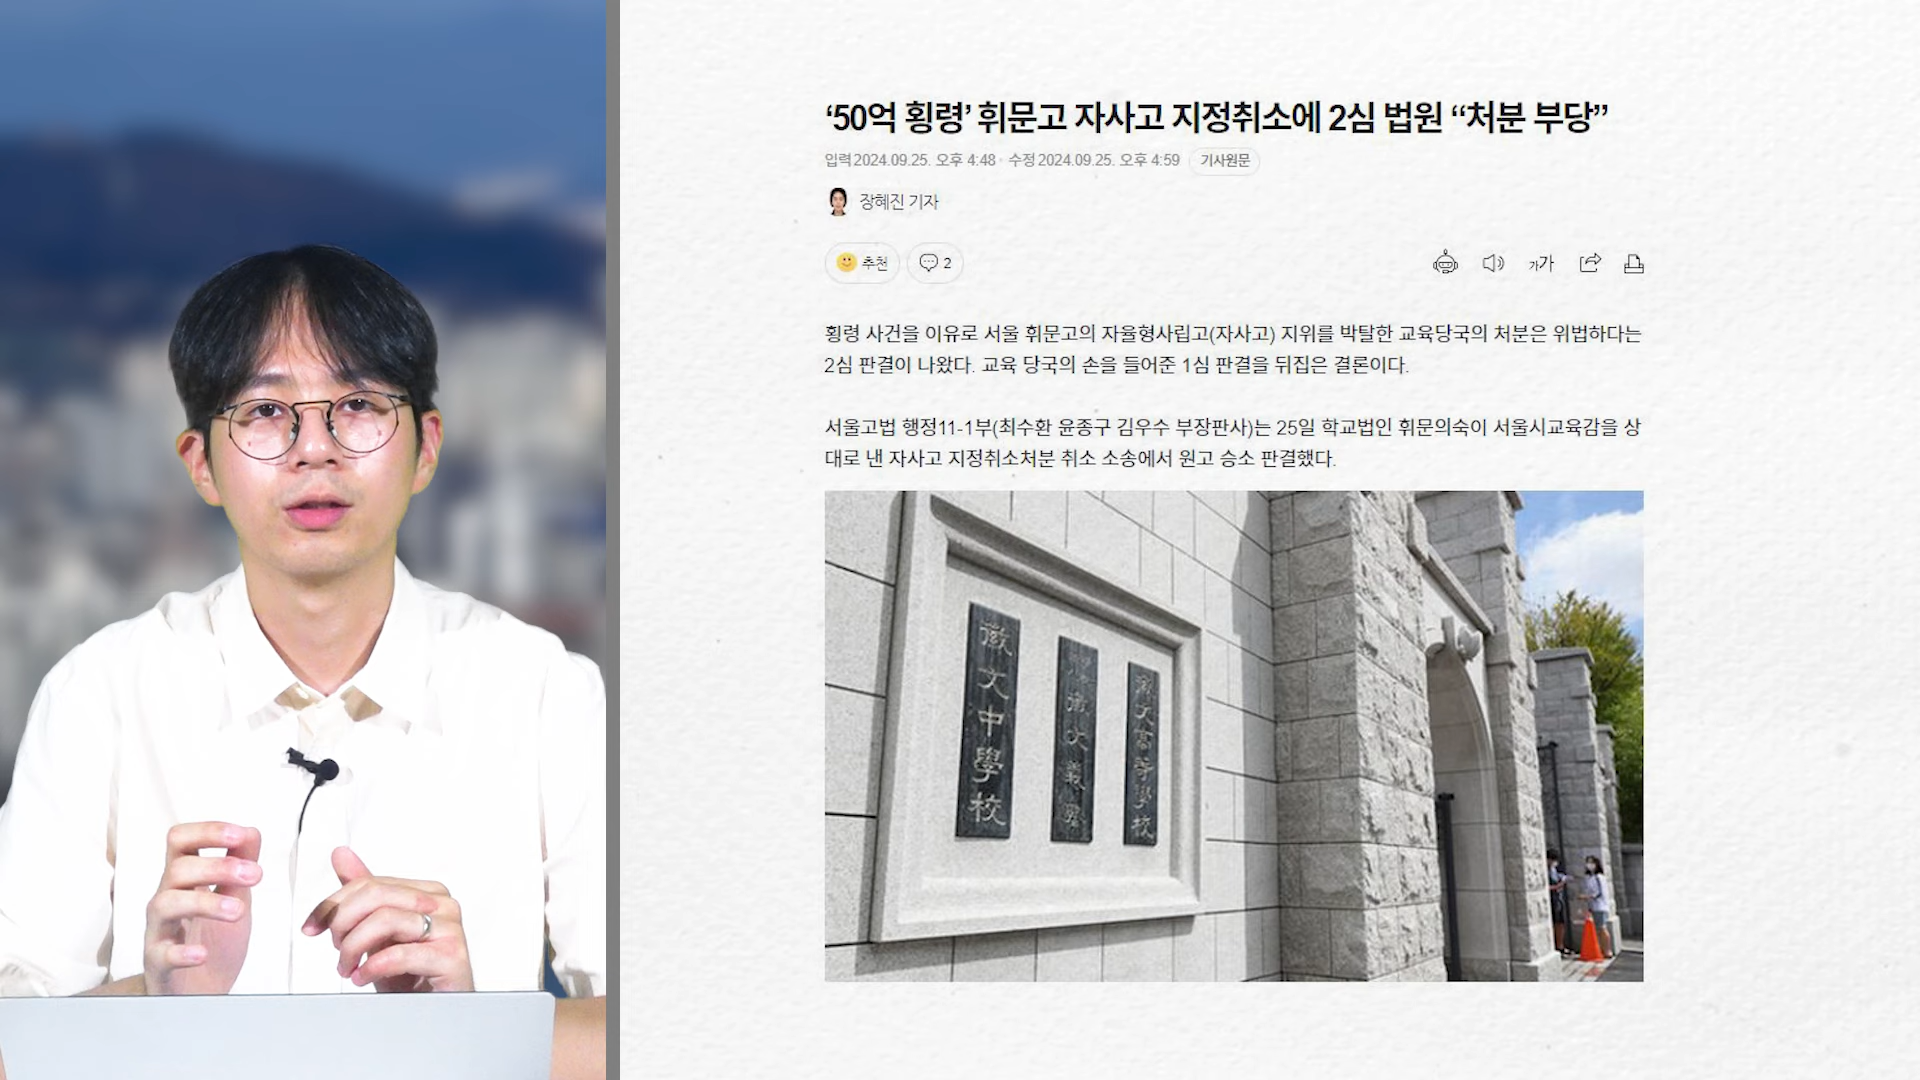 ‘50억 횡령’ 휘문고 자사고 지정취소에 2심 법원 “처분 부당”
입력 2024.09.25. 오후 4:48 · 수정 2024.09.25. 오후 4:59 기사원문
장혜진 기자
추천 2
가가
횡령 사건을 이유로 서울 휘문고의 자율형사립고(자사고) 지위를 박탈한 교육당국의 처분은 위법하다는
2심 판결이 나왔다. 교육 당국의 손을 들어준 1심 판결을 뒤집은 결론이다.
서울고법 행정11-1부(최수환 윤종구 김우수 부장판사)는 25일 학교법인 휘문의숙이 서울시교육감을 상
대로 낸 자사고 지정취소처분 취소 소송에서 원고 승소 판결했다.
徽文中學校
徽文義塾
徽文高等學校